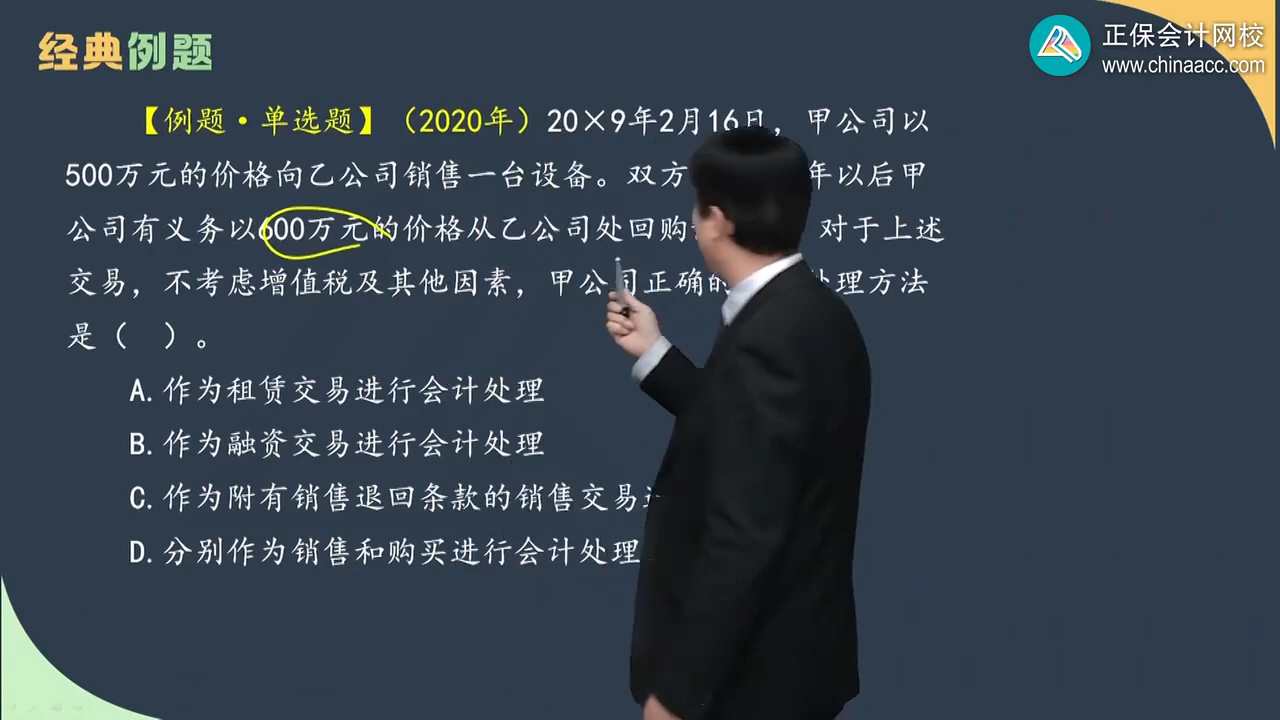 经典例题
正保会计网校
www.chinaacc.com
【例题·单选题】（2020年）20×9年2月16日，甲公司以
500万元的价格向乙公司销售一台设备。双方 年以后甲
公司有义务以600万元的价格从乙公司处回购 对于上述
交易，不考虑增值税及其他因素，甲公司正确的 处理方法
是（ ）。
A.作为租赁交易进行会计处理
B.作为融资交易进行会计处理
C.作为附有销售退回条款的销售交易
D.分别作为销售和购买进行会计处理